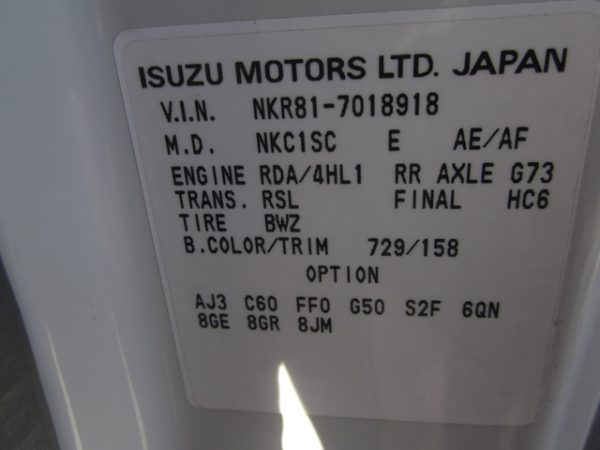 ISUZU MOTORS LTD. JAPAN
V.I.N. NKR81-7018918
M.D. NKC1SC E AE/AF
ENGINE RDA/4HL1 RR AXLE G73
TRANS. RSL FINAL HC6
TIRE BWZ
B.COLOR/TRIM 729/158
OPTION
AJ3 C60 FF0 G50 S2F 6QN
8GE 8GR 8JM